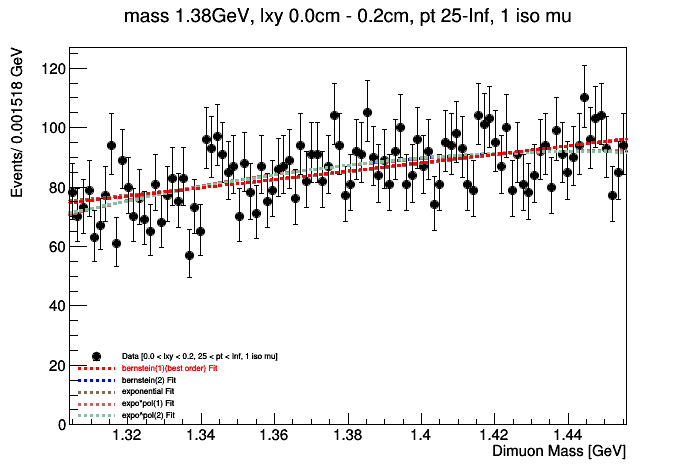 mass 1.38GeV, lxy 0.0cm - 0.2cm, pt 25-Inf, 1 iso mu
Events/ 0.001518 GeV
120
100
80
60
40
20
0
Data [0.0 < lxy < 0.2, 25 < pt < Inf, 1 iso mu]
bernstein(1)(best order) Fit
bernstein(2) Fit
exponential Fit
expo*pol(1) Fit
expo*pol(2) Fit
1.32 1.34 1.36 1.38 1.4 1.42 1.44
Dimuon Mass [GeV]